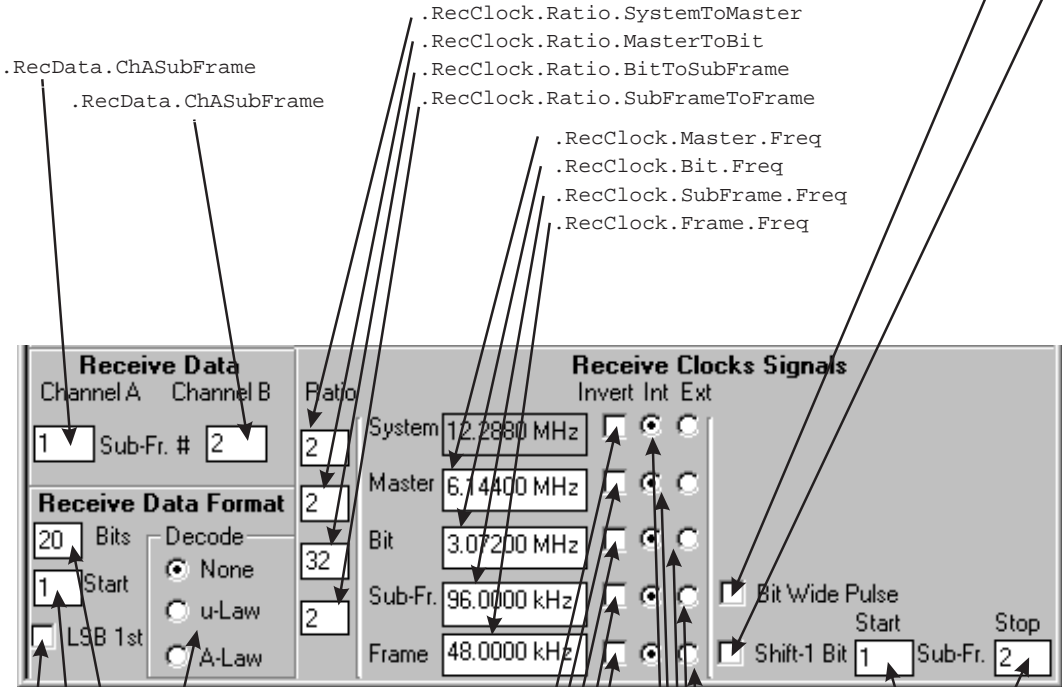 .RecClock.Ratio.SystemToMaster
.RecClock.Ratio.MasterToBit
.RecData.ChASubFrame
.RecClock.Ratio.BitToSubFrame
.RecData.ChASubFrame
.RecClock.Ratio.SubFrameToFrame
.RecClock.Master.Freq
.RecClock.Bit.Freq
.RecClock.SubFrame.Freq
.RecClock.Frame.Freq
Receive Data
Channel A Channel B
1 Sub-Fr. # 2
Receive Data Format
20 Bits
1 Start
LSB 1st
Decode
None
u-Law
A-Law
Receive Clocks Signals
Ratio Invert Int Ext
System 12.2880 MHz
2
Master 6.14400 MHz
2
Bit 3.07200 MHz
32
Sub-Fr. 96.0000 kHz
2
Frame 48.0000 kHz
Bit Wide Pulse
Start Stop
Shift-1 Bit 1 Sub-Fr. 2